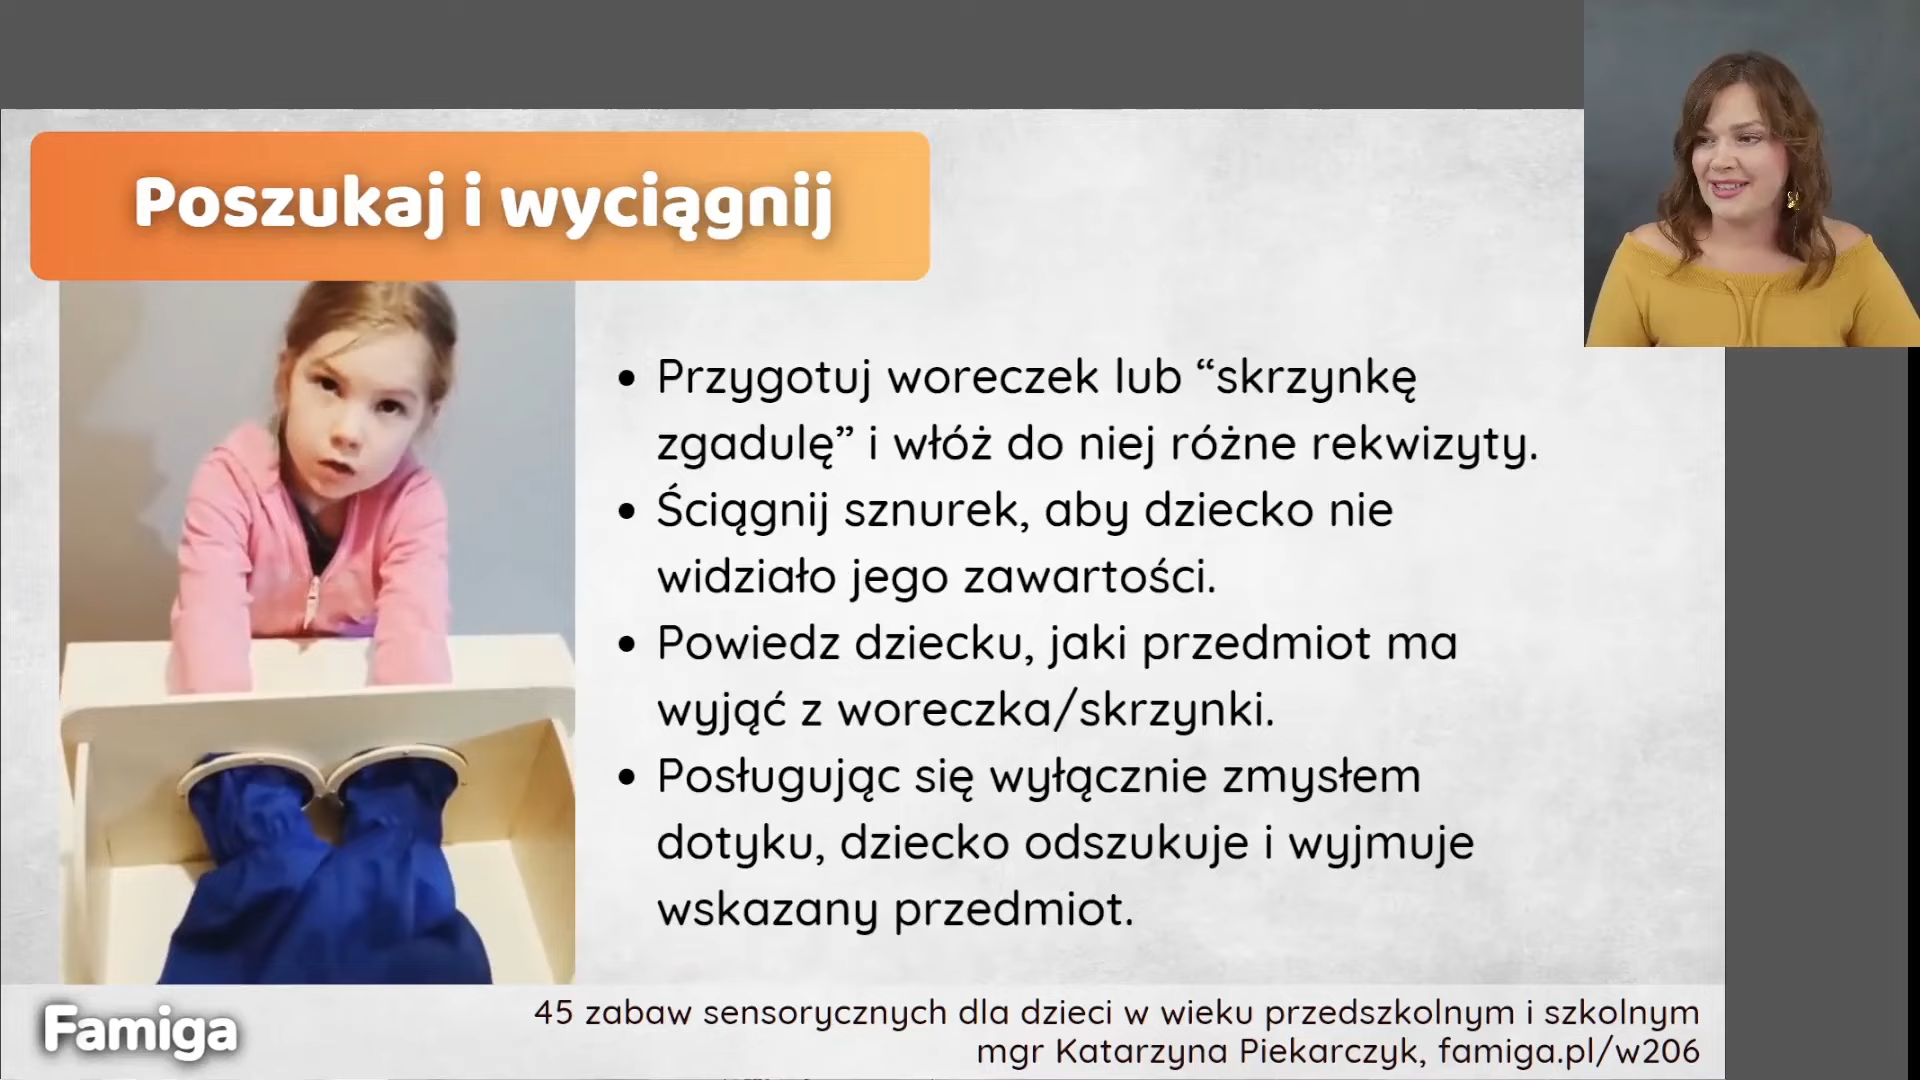 Poszukaj i wyciągnij
• Przygotuj woreczek lub “skrzynkę
zgadulę” i włóż do niej różne rekwizyty.
• Ściągnij sznurek, aby dziecko nie
widziało jego zawartości.
• Powiedz dziecku, jaki przedmiot ma
wyjąć z woreczka/skrzynki.
• Posługując się wyłącznie zmysłem
dotyku, dziecko odszukuje i wyjmuje
wskazany przedmiot.
Famiga
45 zabaw sensorycznych dla dzieci w wieku przedszkolnym i szkolnym
mgr Katarzyna Piekarczyk, famiga.pl/w206